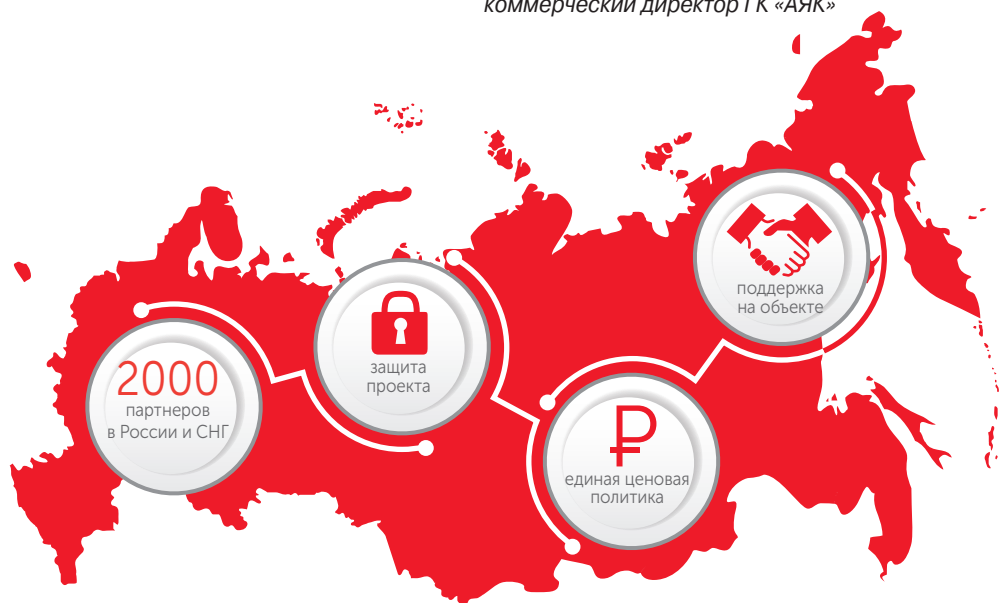 коммерческий директор ГК «АЯК»
поддержка
на объекте
защита
проекта
2000
партнеров
в России и СНГ
₽
единая ценовая
политика